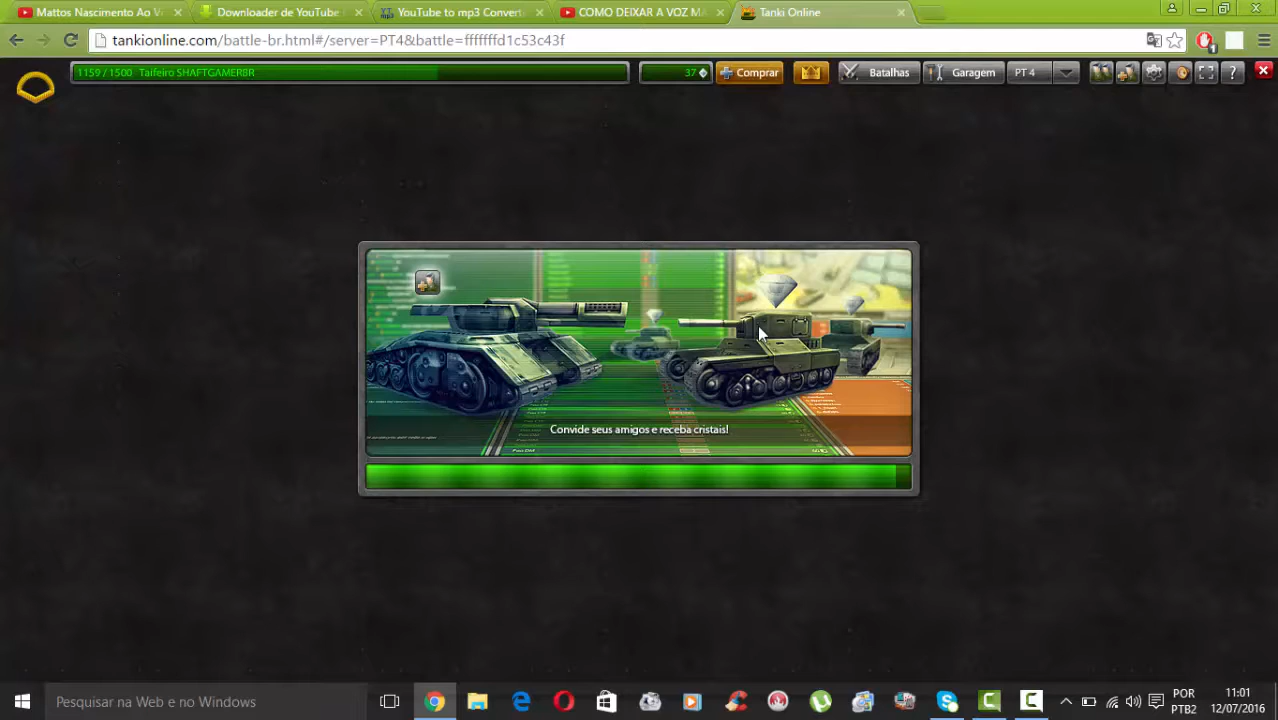 Mattos Nascimento Ao V
Downloader de YouTube
YouTube to mp3 Convert
COMO DEIXAR A VOZ M
Tanki Online
tankionline.com/battle-br.html#/server=PT4&battle=fffffffd1c53c43f
1159 / 1500 Taifeiro SHAFTGAMERBR
37
Comprar
Batalhas
Garagem
PT 4
?
Convide seus amigos e receba cristais!
Pesquisar na Web e no Windows
POR
PTB2
1:01
12/07/2016